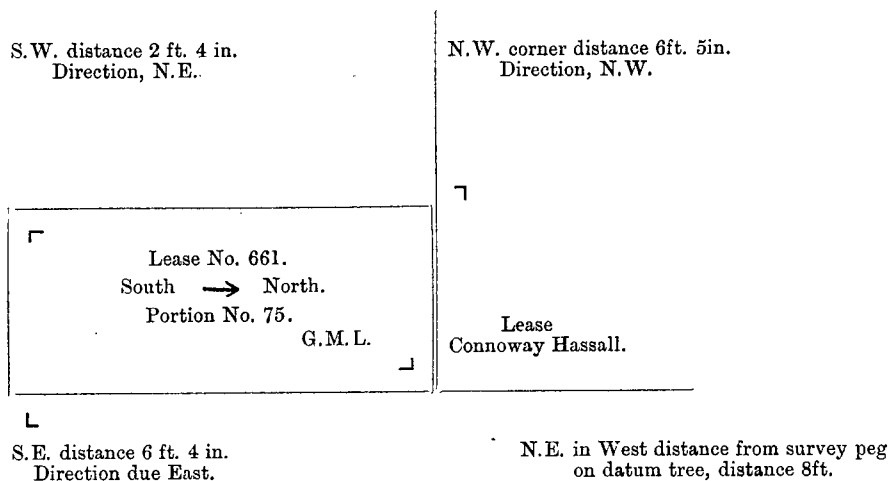 S.W. distance 2 ft. 4 in.
Direction, N.E.
N.W. corner distance 6ft. 5in.
Direction, N.W.
Lease No. 661.
South → North.
Portion No. 75.
G.M.L.
Lease
Connoway Hassall.
S.E. distance 6 ft. 4 in.
Direction due East.
N.E. in West distance from survey peg
on datum tree, distance 8ft.